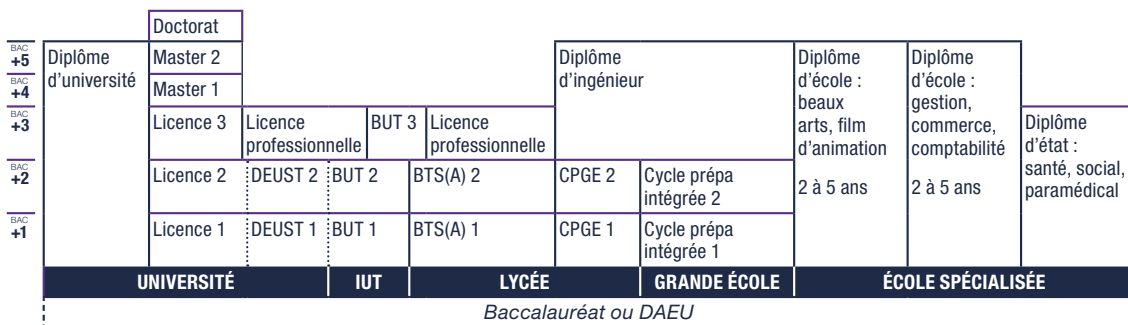 Doctorat
BAC
+5
Diplôme
d’université
Master 2
Diplôme
d’ingénieur
Diplôme
d’école :
beaux
arts, film
d’animation
2 à 5 ans
Diplôme
d’école :
gestion,
commerce,
comptabilité
2 à 5 ans
BAC
+4
Master 1
BAC
+3
Licence 3
Licence
professionnelle
BUT 3
Licence
professionnelle
Diplôme
d’état :
santé, social,
paramédical
BAC
+2
Licence 2
DEUST 2
BUT 2
BTS(A) 2
CPGE 2
Cycle prépa
intégrée 2
BAC
+1
Licence 1
DEUST 1
BUT 1
BTS(A) 1
CPGE 1
Cycle prépa
intégrée 1
UNIVERSITÉ
IUT
LYCÉE
GRANDE ÉCOLE
ÉCOLE SPÉCIALISÉE
Baccalauréat ou DAEU